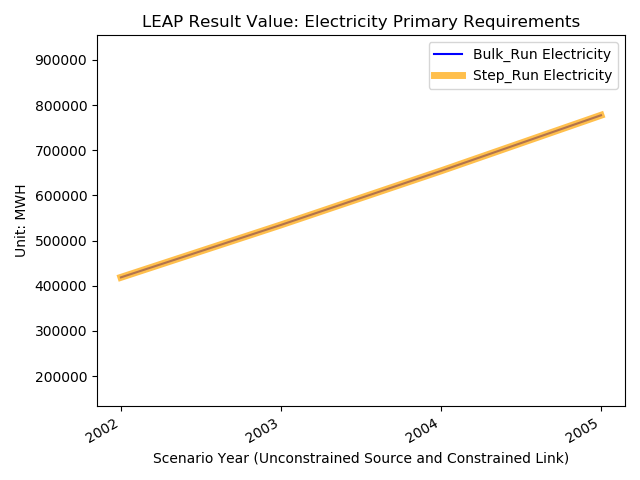 LEAP Result Value: Electricity Primary Requirements
Bulk_Run Electricity
Step_Run Electricity
900000
800000
700000
600000
500000
400000
300000
200000
Unit: MWH
2002
2003
2004
2005
Scenario Year (Unconstrained Source and Constrained Link)